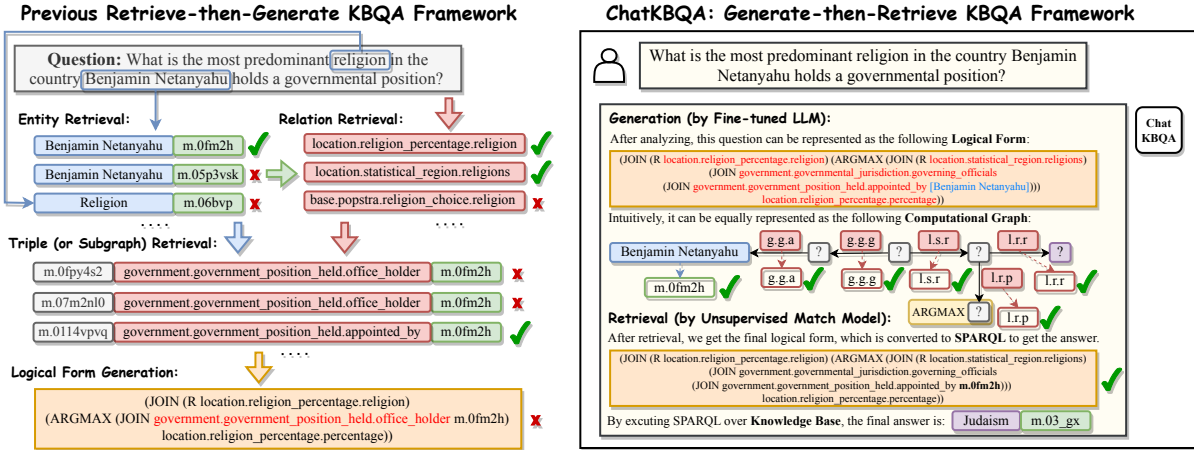 Previous Retrieve-then-Generate KBQA Framework
Question: What is the most predominant religion in the
country Benjamin Netanyahu holds a governmental position?
Entity Retrieval:
Benjamin Netanyahu m.0fm2h
Benjamin Netanyahu m.05p3vsk
Religion m.06bvp
....
Relation Retrieval:
location.religion_percentage.religion
location.statistical_region.religions
base.popstra.religion_choice.religion
....
Triple (or Subgraph) Retrieval:
m.0fpy4s2 government.government_position_held.office_holder m.0fm2h
m.07m2nl0 government.government_position_held.office_holder m.0fm2h
m.0114vpvq government.government_position_held.appointed_by m.0fm2h
....
Logical Form Generation:
(JOIN (R location.religion_percentage.religion)
(ARGMAX (JOIN government.government_position_held.office_holder m.0fm2h)
location.religion_percentage.percentage))
ChatKBQA: Generate-then-Retrieve KBQA Framework
What is the most predominant religion in the country Benjamin
Netanyahu holds a governmental position?
Chat
KBQA
Generation (by Fine-tuned LLM):
After analyzing, this question can be represented as the following Logical Form:
(JOIN (R location.religion_percentage.religion) (ARGMAX (JOIN (R location.statistical_region.religions)
(JOIN government.governmental_jurisdiction.governing_officials
(JOIN government.government_position_held.appointed_by [Benjamin Netanyahu])))
location.religion_percentage.percentage))
Intuitively, it can be equally represented as the following Computational Graph:
Benjamin Netanyahu g.g.a ? g.g.g ? l.s.r ? l.r.r ?
m.0fm2h g.g.a g.g.g l.s.r l.r.p l.r.r
ARGMAX ? l.r.p
Retrieval (by Unsupervised Match Model):
After retrieval, we get the final logical form, which is converted to SPARQL to get the answer.
(JOIN (R location.religion_percentage.religion) (ARGMAX (JOIN (R location.statistical_region.religions)
(JOIN government.governmental_jurisdiction.governing_officials
(JOIN government.government_position_held.appointed_by m.0fm2h)))
location.religion_percentage.percentage))
By excuting SPARQL over Knowledge Base, the final answer is: Judaism m.03_gx